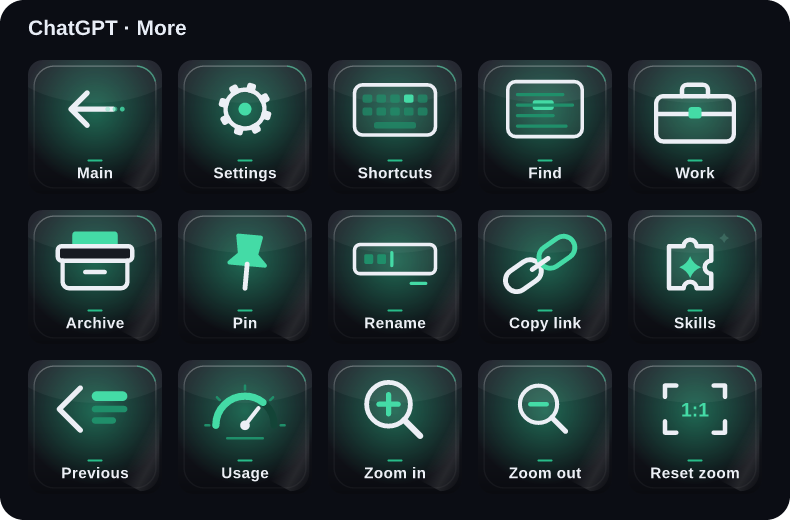 ChatGPT · More
Main
Settings
Shortcuts
Find
Work
Archive
Pin
Rename
Copy link
Skills
Previous
Usage
Zoom in
Zoom out
1:1
Reset zoom